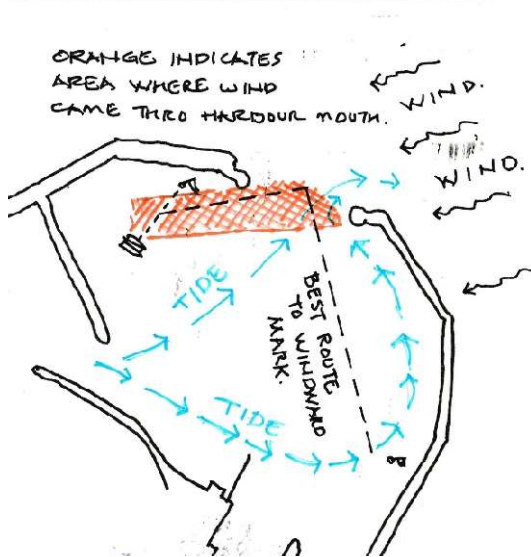 ORANGE INDICATES
AREA WHERE WIND
CAME THRO HARBOUR MOUTH.
WIND.
WIND.
TIDE
BEST ROUTE
TO WINDWARD
MARK.
TIDE